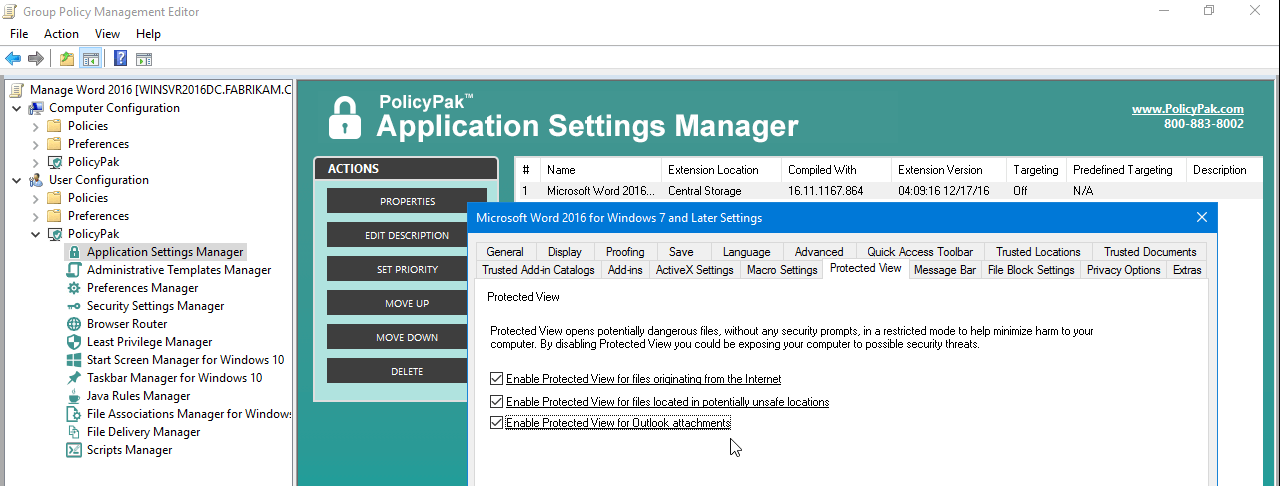 Group Policy Management Editor
File Action View Help
Manage Word 2016 [WINSVR2016DC.FABRIKAM.C
Computer Configuration
Policies
Preferences
PolicyPak
User Configuration
Policies
Preferences
PolicyPak
Application Settings Manager
Administrative Templates Manager
Preferences Manager
Security Settings Manager
Browser Router
Least Privilege Manager
Start Screen Manager for Windows 10
Taskbar Manager for Windows 10
Java Rules Manager
File Associations Manager for Windows
File Delivery Manager
Scripts Manager
PolicyPak™
Application Settings Manager
www.PolicyPak.com
800-883-8002
ACTIONS
PROPERTIES
EDIT DESCRIPTION
SET PRIORITY
MOVE UP
MOVE DOWN
DELETE
# Name Extension Location Compiled With Extension Version Targeting Predefined Targeting Description
1 Microsoft Word 2016... Central Storage 16.11.1167.864 04:09:16 12/17/16 Off N/A
Microsoft Word 2016 for Windows 7 and Later Settings
General Display Proofing Save Language Advanced Quick Access Toolbar Trusted Locations Trusted Documents
Trusted Add-in Catalogs Add-ins ActiveX Settings Macro Settings Protected View Message Bar File Block Settings Privacy Options Extras
Protected View
Protected View opens potentially dangerous files, without any security prompts, in a restricted mode to help minimize harm to your
computer. By disabling Protected View you could be exposing your computer to possible security threats.
Enable Protected View for files originating from the Internet
Enable Protected View for files located in potentially unsafe locations
Enable Protected View for Outlook attachments